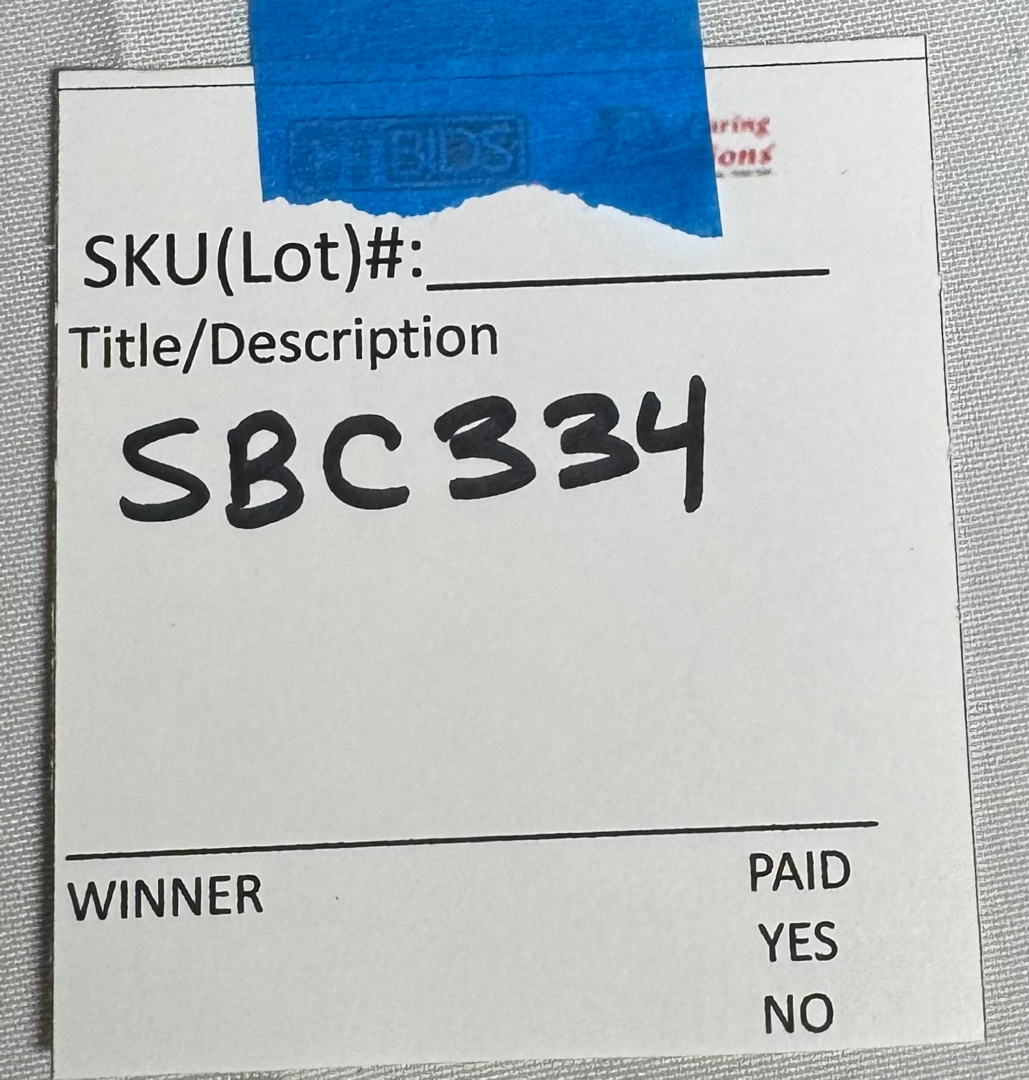 BIDS
SKU(Lot)#:
Title/Description
SBC334
WINNER
PAID
YES
NO